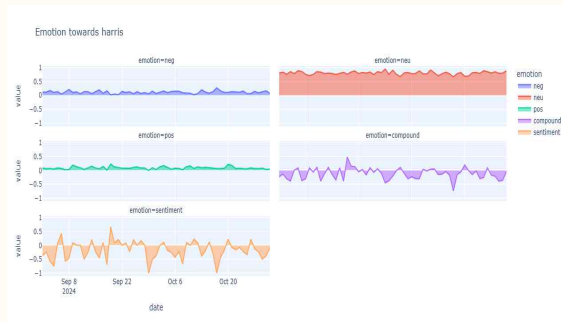 Emotion towards harris
emotion=neg
emotion=neu
emotion
neg
neu
pos
compound
sentiment
value
1
0.5
0
−0.5
−1
emotion=pos
emotion=compound
value
1
0.5
0
−0.5
−1
emotion=sentiment
value
1
0.5
0
−0.5
−1
Sep 8
2024
Sep 22
Oct 6
Oct 20
date